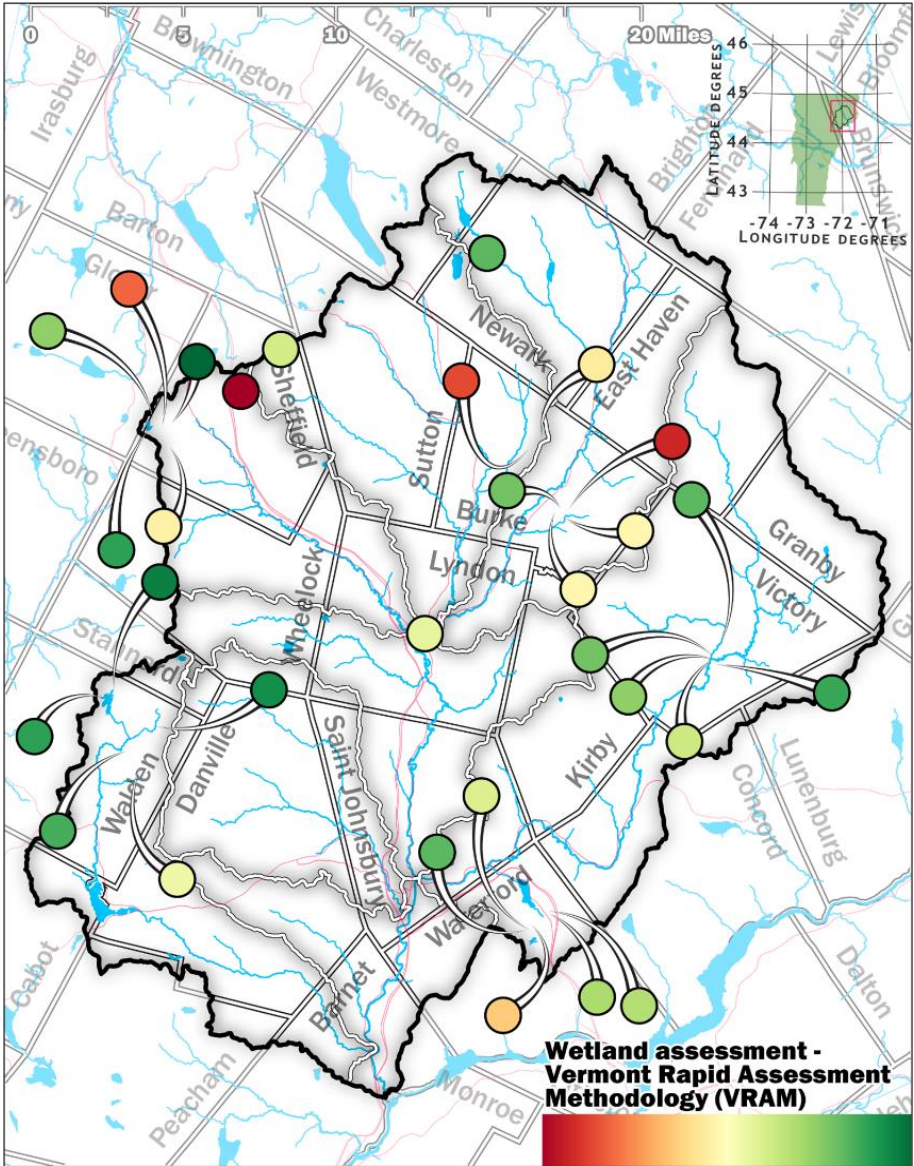 0 5 10 20 Miles
Irasburg
Brownington
Charleston
Westmore
Brighton
Ferdinand
Lewis
Brunswick
LATITUDE DEGREES
46
45
44
43
-74 -73 -72 -71
LONGITUDE DEGREES
Barton
Newark
East Haven
Sheffield
Sutton
Burke
Granby
Victory
Lyndon
Wheelock
Stannard
Danville
Walden
Saint Johnsbury
Kirby
Concord
Lunenburg
Waterford
Barnet
Cabot
Dalton
Peacham
Monroe
Wetland assessment -
Vermont Rapid Assessment
Methodology (VRAM)